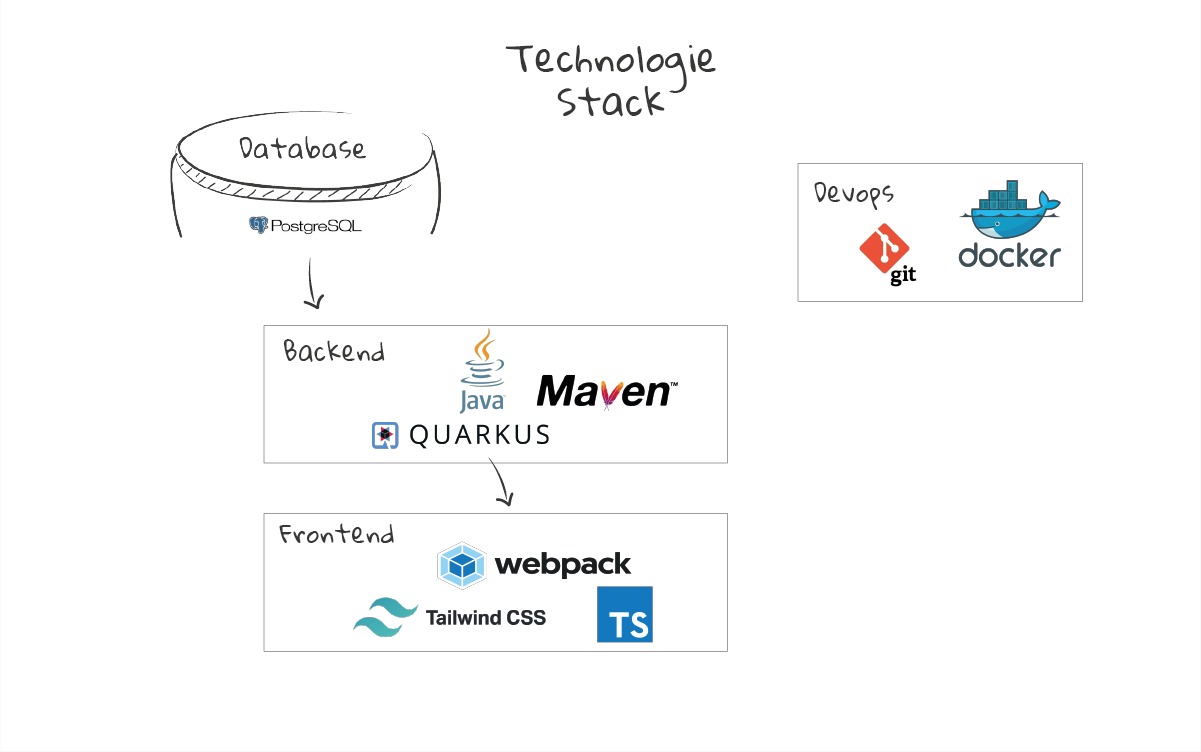 Technologie
Stack
Database
PostgreSQL
Devops
git
docker
Backend
Java
Maven™
QUARKUS
Frontend
webpack
Tailwind CSS
TS